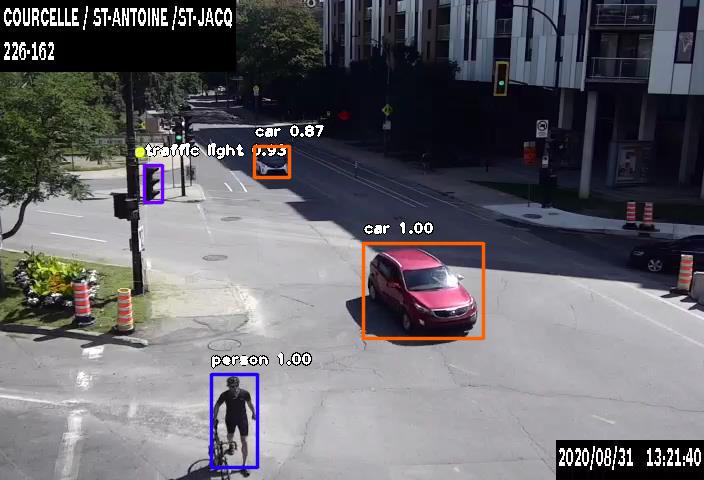 COURCELLE / ST-ANTOINE /ST-JACQ
226-162
car 0.87
traffic light 0.93
car 1.00
person 1.00
2020/08/31 13:21:40